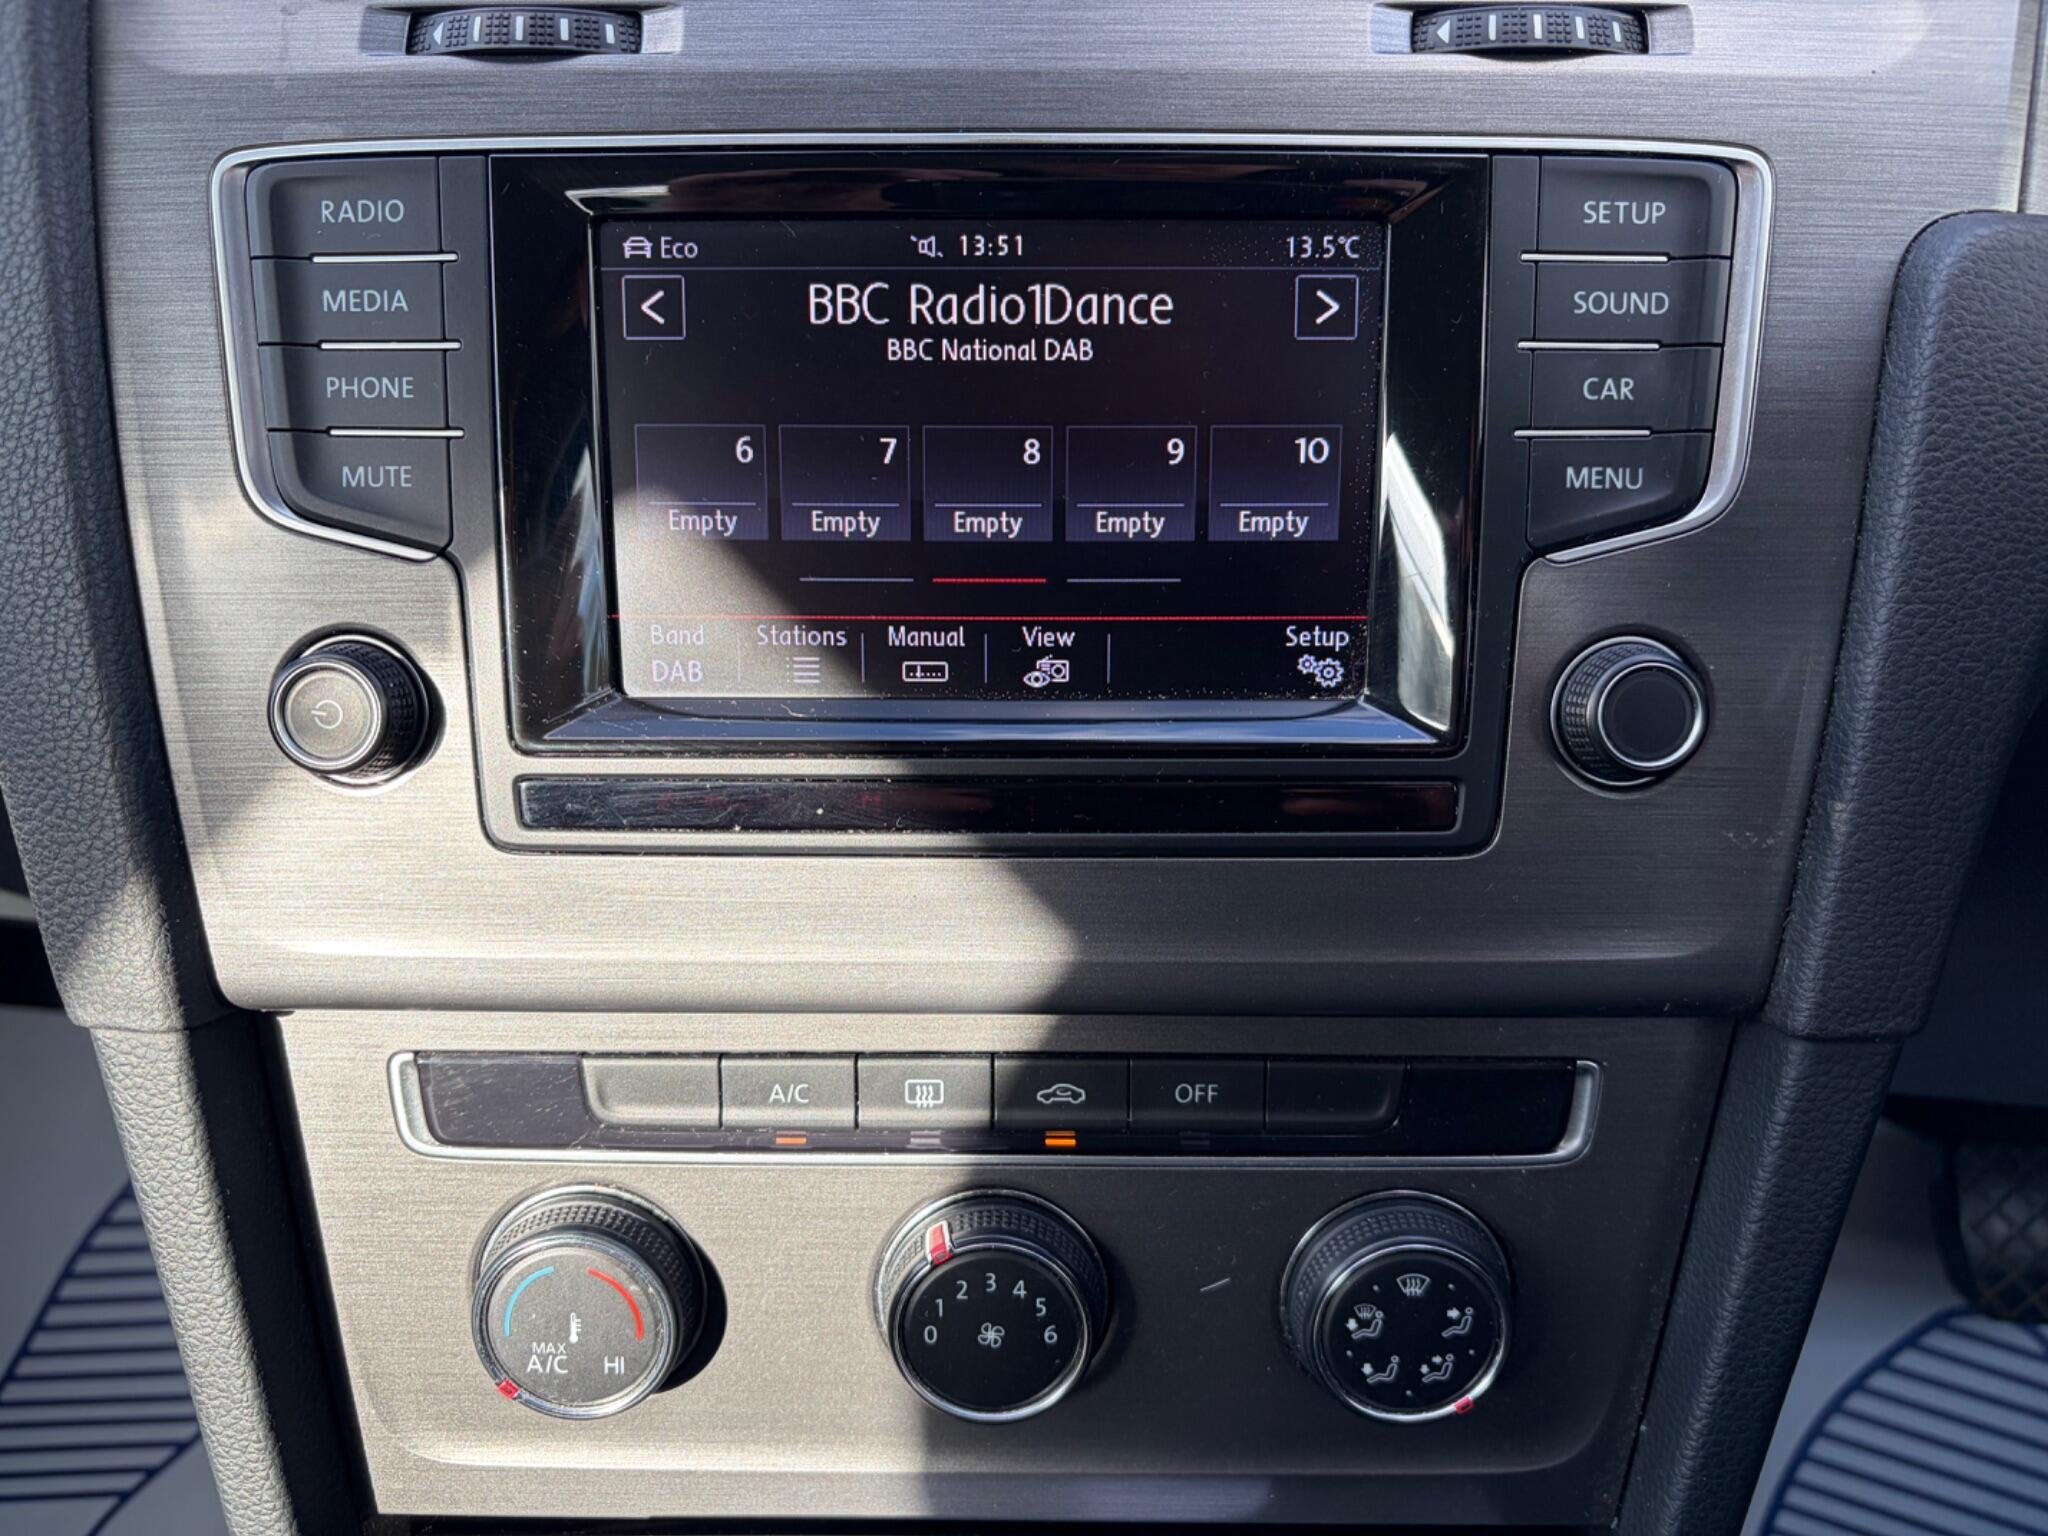 RADIO
MEDIA
PHONE
MUTE
Eco
13:51
13.5°C
<
BBC Radio1Dance
>
BBC National DAB
6
7
8
9
10
Empty
Empty
Empty
Empty
Empty
Band
Stations
Manual
View
Setup
DAB
SETUP
SOUND
CAR
MENU
A/C
OFF
MAX
A/C
HI
0
1
2
3
4
5
6